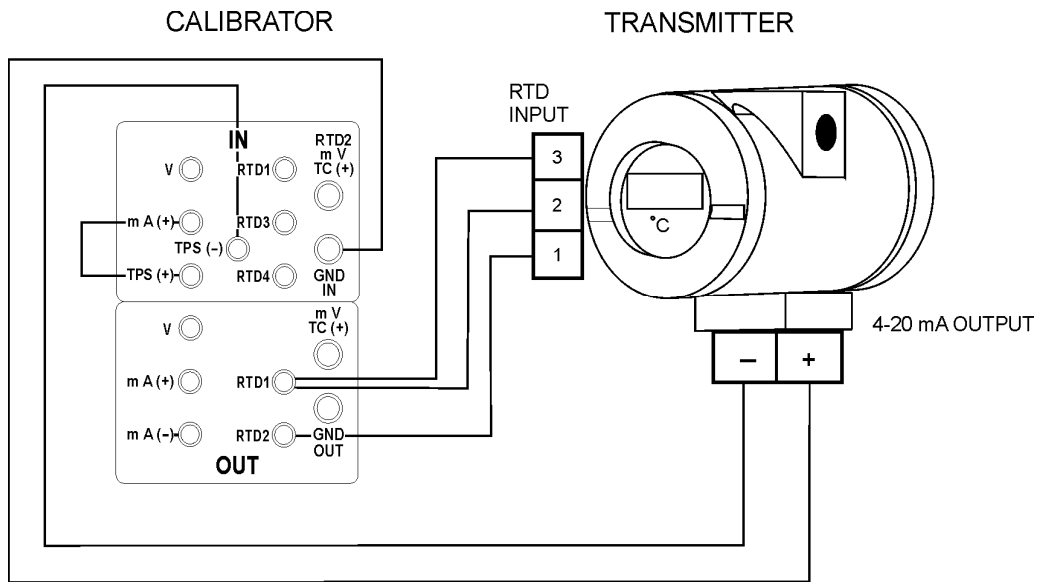 CALIBRATOR
TRANSMITTER
RTD
INPUT
3
2
1
°C
4-20 mA OUTPUT
–
+
IN
RTD2
m V
TC (+)
V
RTD1
m A (+)
RTD3
TPS (–)
TPS (+)
RTD4
GND
IN
m V
TC (+)
V
m A (+)
RTD1
m A (–)
RTD2
GND
OUT
OUT